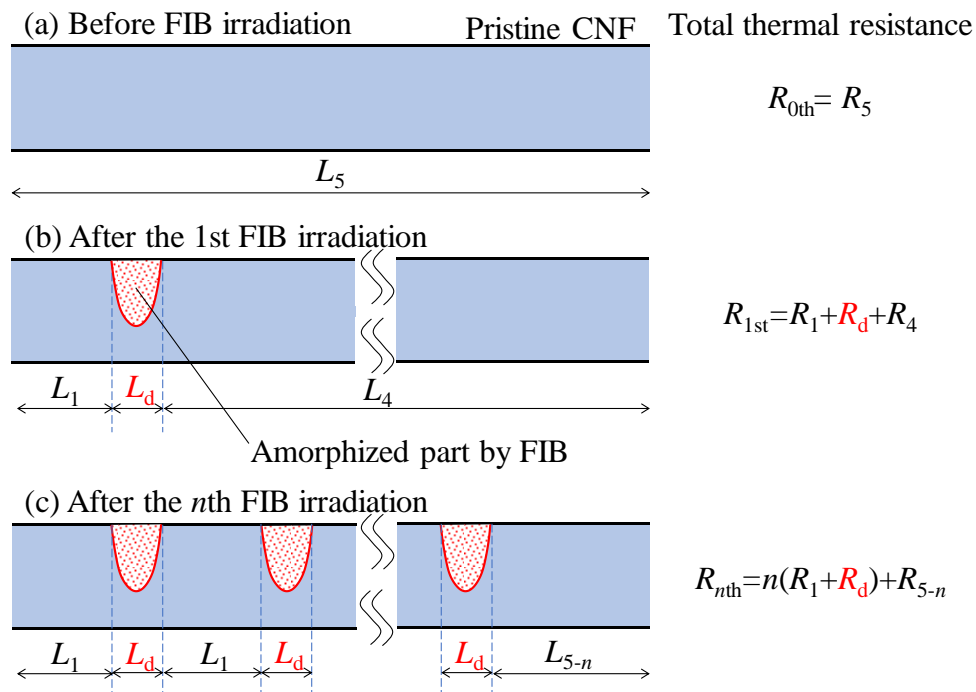 (a) Before FIB irradiation Pristine CNF Total thermal resistance
R0th= R5
L5
(b) After the 1st FIB irradiation
R1st=R1+Rd+R4
L1 Ld L4
Amorphized part by FIB
(c) After the nth FIB irradiation
Rnth=n(R1+Rd)+R5-n
L1 Ld L1 Ld Ld L5-n